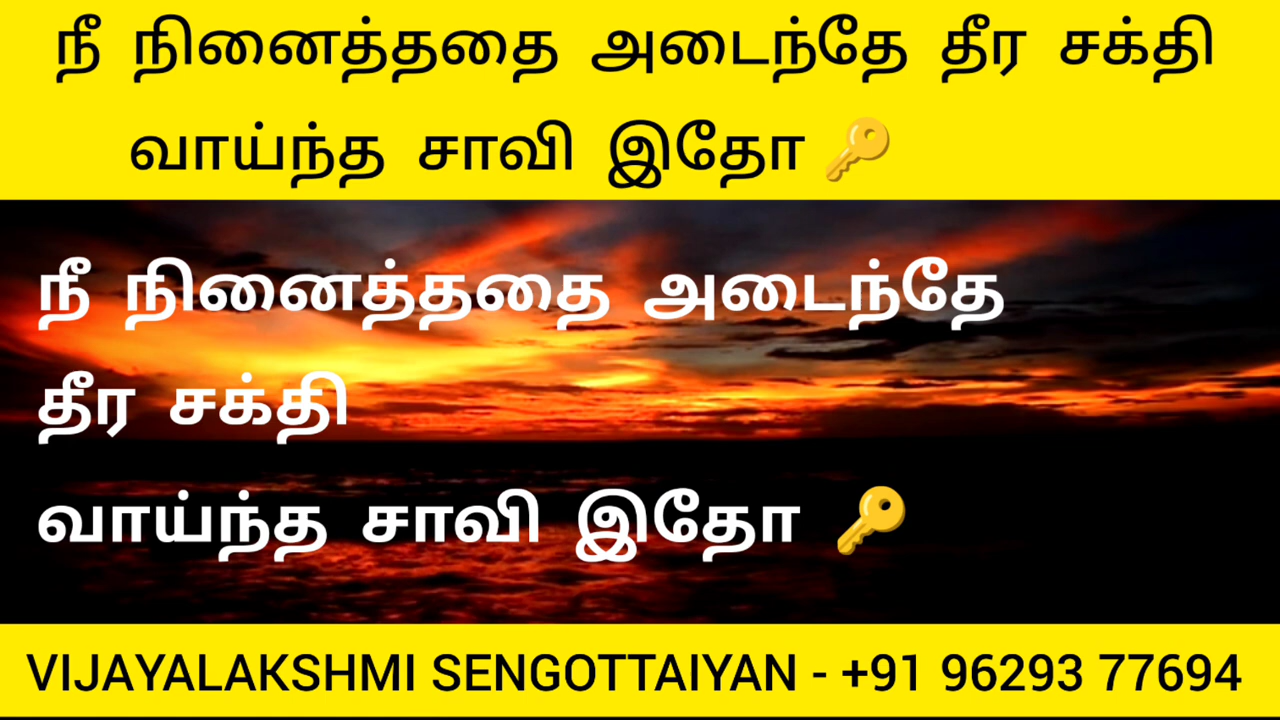 நீ நினைத்ததை அடைந்தே தீர சக்தி
வாய்ந்த சாவி இதோ 🔑
நீ நினைத்ததை அடைந்தே
தீர சக்தி
வாய்ந்த சாவி இதோ 🔑
VIJAYALAKSHMI SENGOTTAIYAN - +91 96293 77694